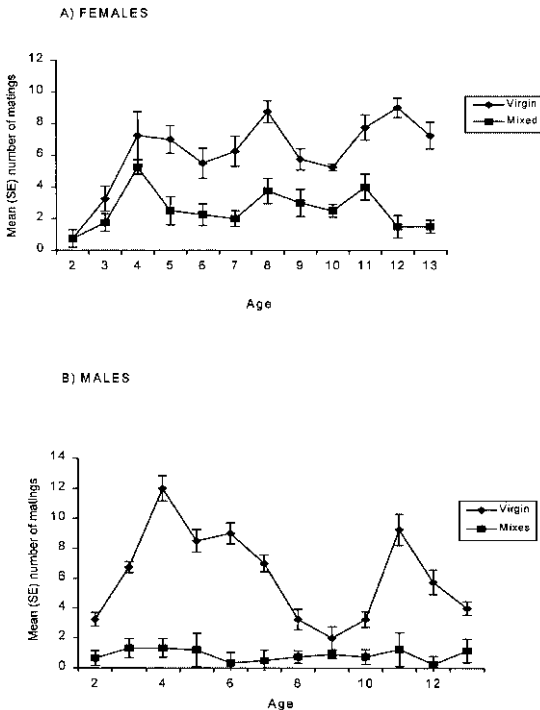 A) FEMALES
Mean (SE) number of matings
12
10
8
6
4
2
0
2 3 4 5 6 7 8 9 10 11 12 13
Age
Virgin
Mixed
B) MALES
Mean (SE) number of matings
14
12
10
8
6
4
2
0
2 4 6 8 10 12
Age
Virgin
Mixes